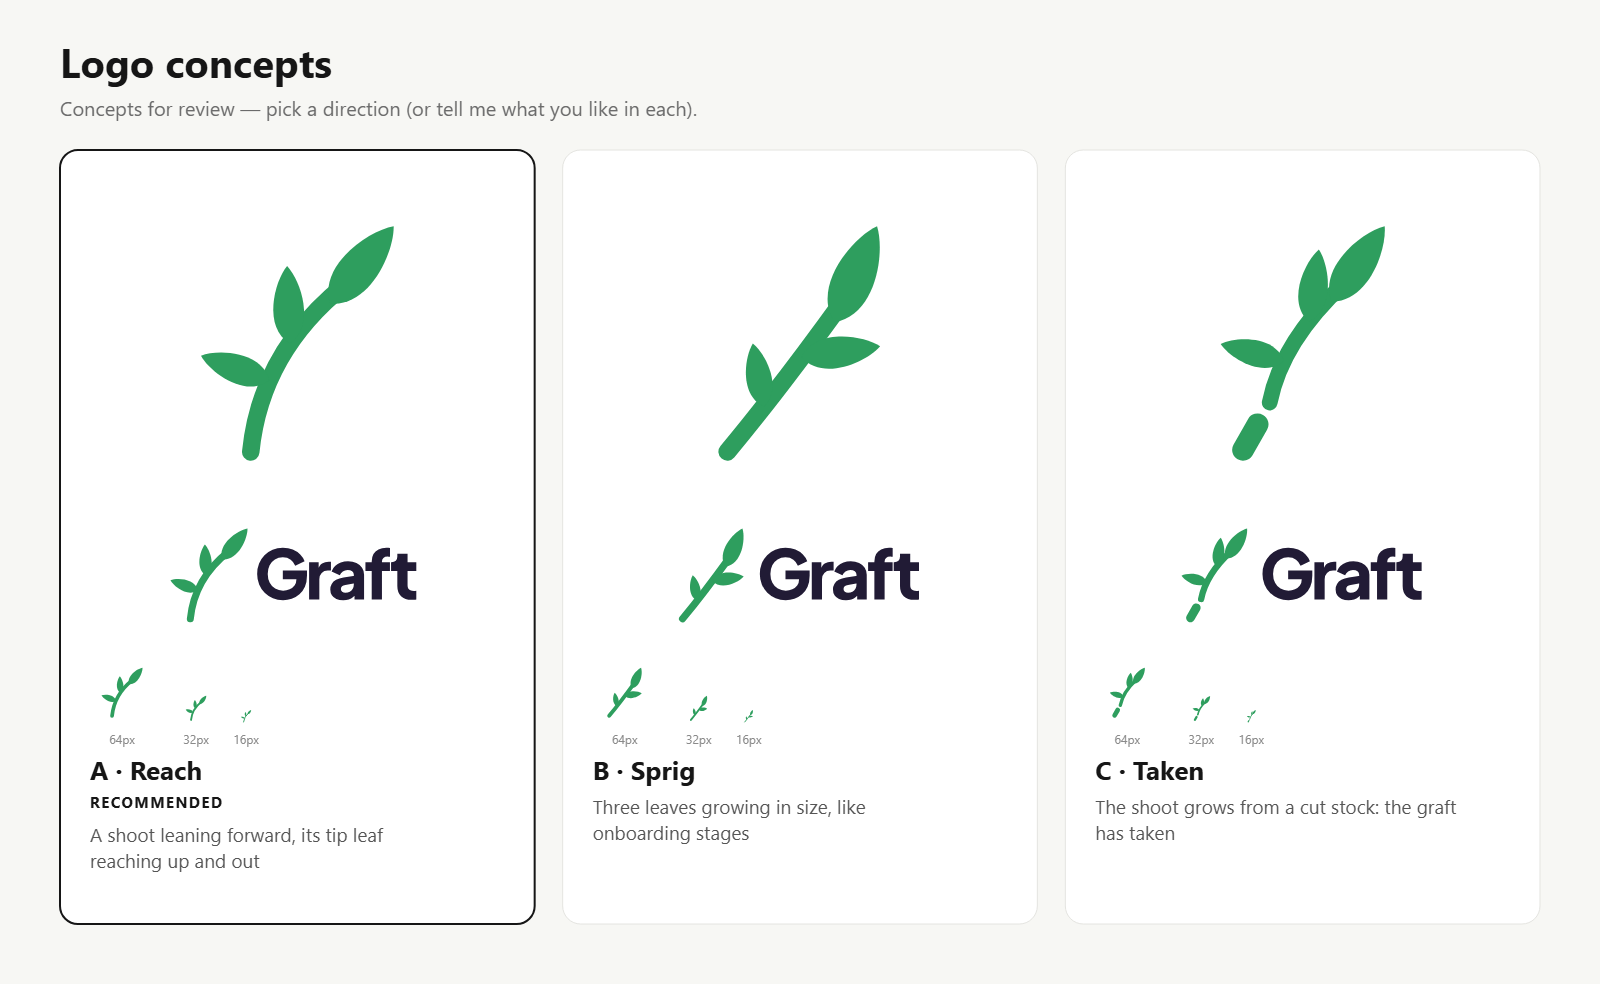 Logo concepts
Concepts for review — pick a direction (or tell me what you like in each).
Graft
64px 32px 16px
A · Reach
RECOMMENDED
A shoot leaning forward, its tip leaf
reaching up and out
Graft
64px 32px 16px
B · Sprig
Three leaves growing in size, like
onboarding stages
Graft
64px 32px 16px
C · Taken
The shoot grows from a cut stock: the graft
has taken